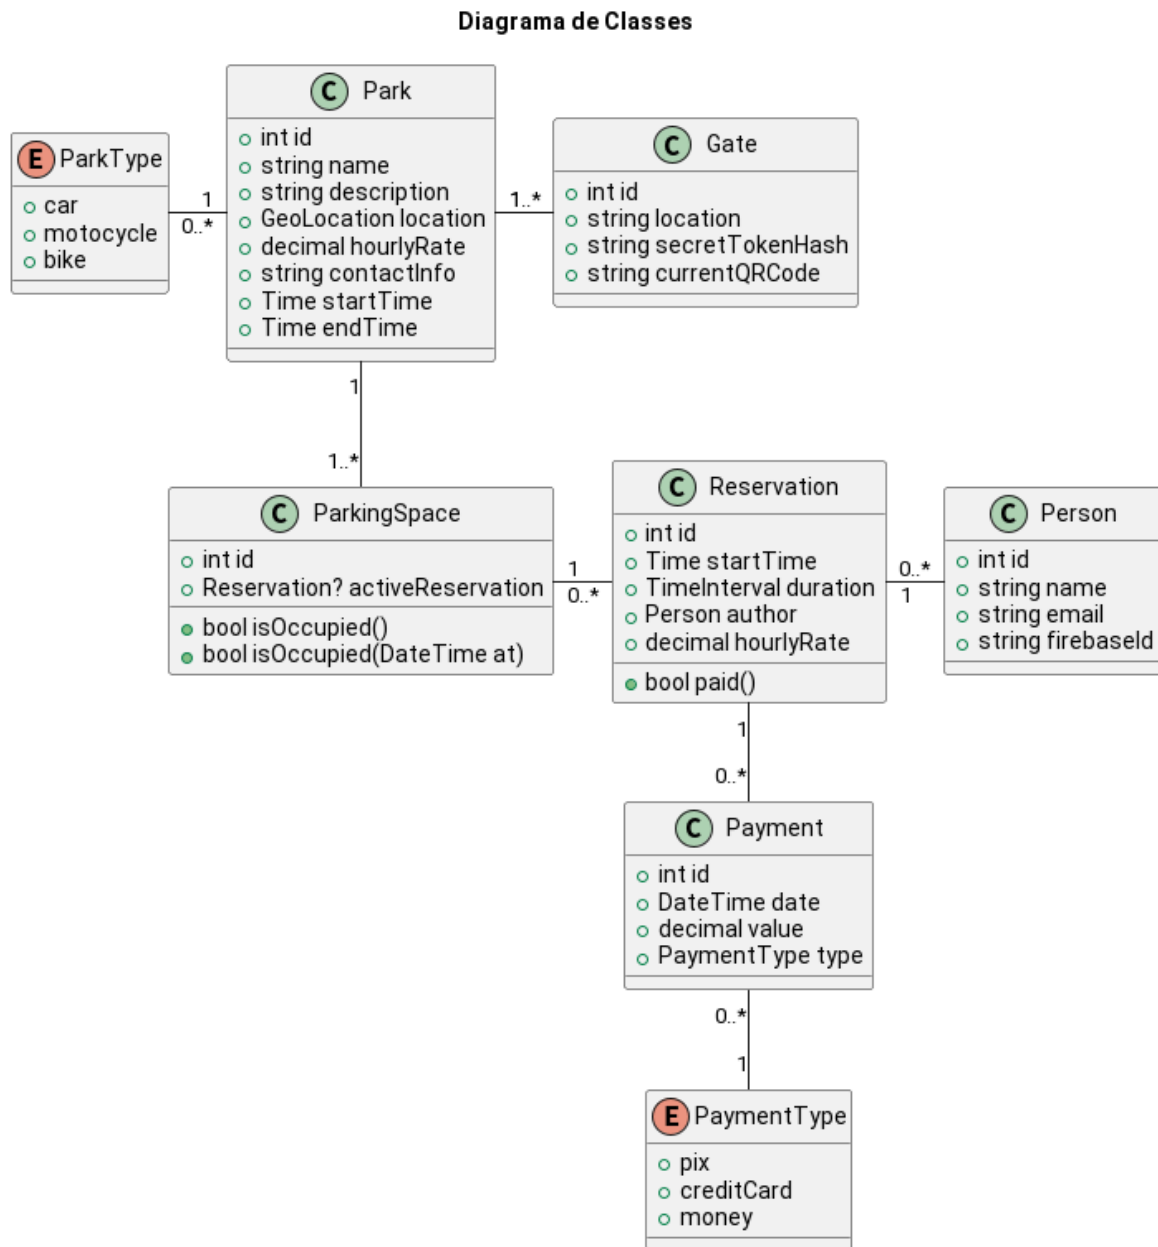 Diagrama de Classes
E ParkType
car
motocycle
bike
1
0..*
C Park
int id
string name
string description
GeoLocation location
decimal hourlyRate
string contactInfo
Time startTime
Time endTime
1..*
C Gate
int id
string location
string secretTokenHash
string currentQRCode
1
1..*
C ParkingSpace
int id
Reservation? activeReservation
bool isOccupied()
bool isOccupied(DateTime at)
1
0..*
C Reservation
int id
Time startTime
TimeInterval duration
Person author
decimal hourlyRate
bool paid()
0..*
1
C Person
int id
string name
string email
string firebaseId
1
0..*
C Payment
int id
DateTime date
decimal value
PaymentType type
0..*
1
E PaymentType
pix
creditCard
money